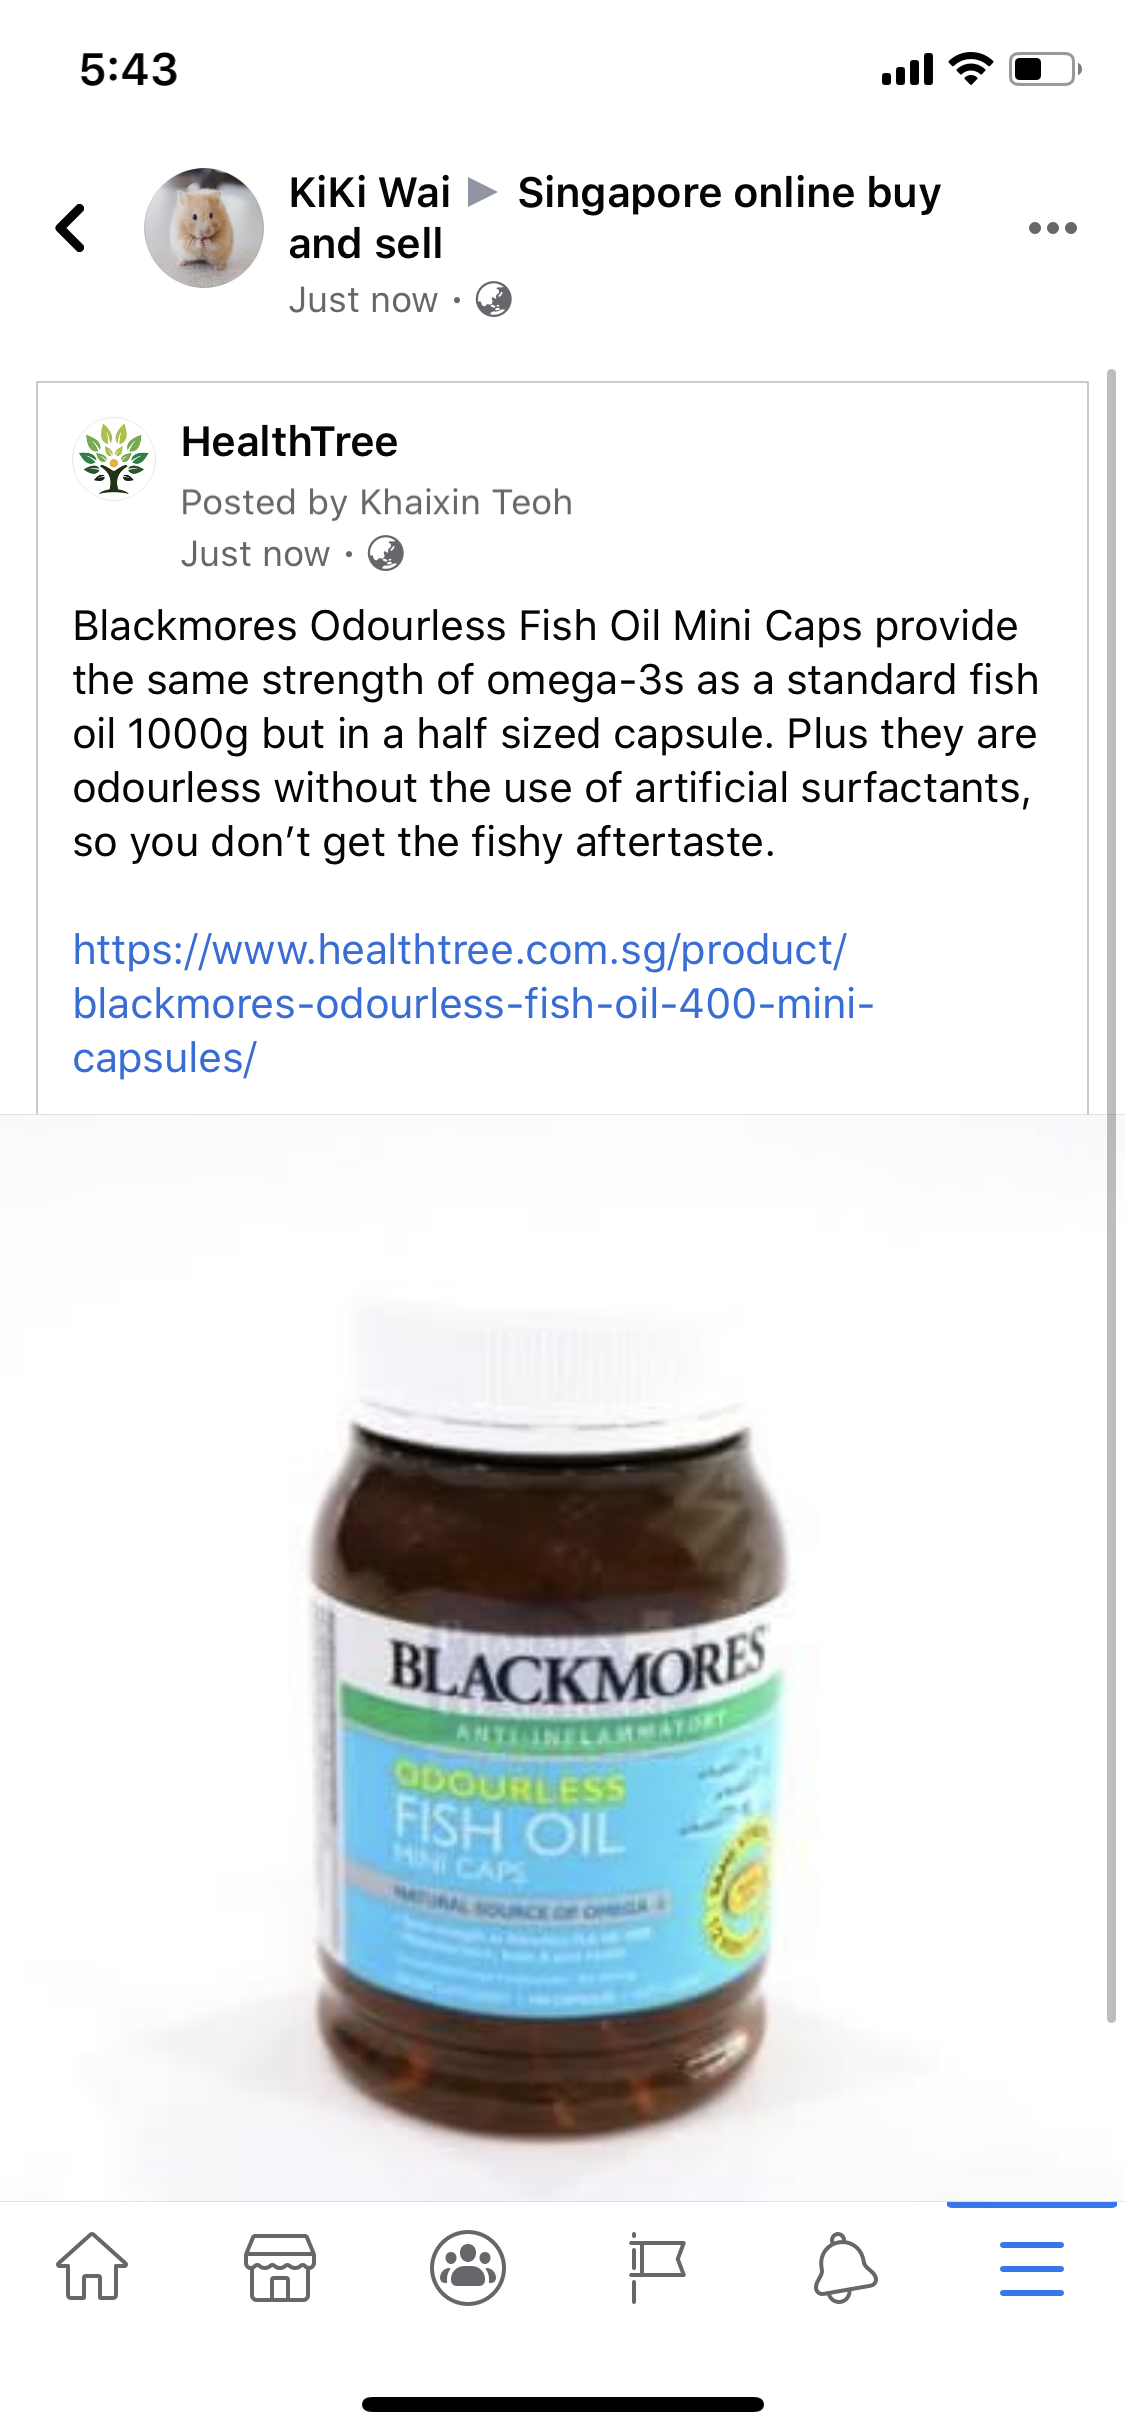 5:43
KiKi Wai ▶ Singapore online buy
and sell
Just now ·
HealthTree
Posted by Khaixin Teoh
Just now ·
Blackmores Odourless Fish Oil Mini Caps provide
the same strength of omega-3s as a standard fish
oil 1000g but in a half sized capsule. Plus they are
odourless without the use of artificial surfactants,
so you don’t get the fishy aftertaste.
https://www.healthtree.com.sg/product/
blackmores-odourless-fish-oil-400-mini-
capsules/
BLACKMORES
ANTI-INFLAMMATORY
ODOURLESS
FISH OIL
MINI CAPS
NATURAL SOURCE OF OMEGA-3